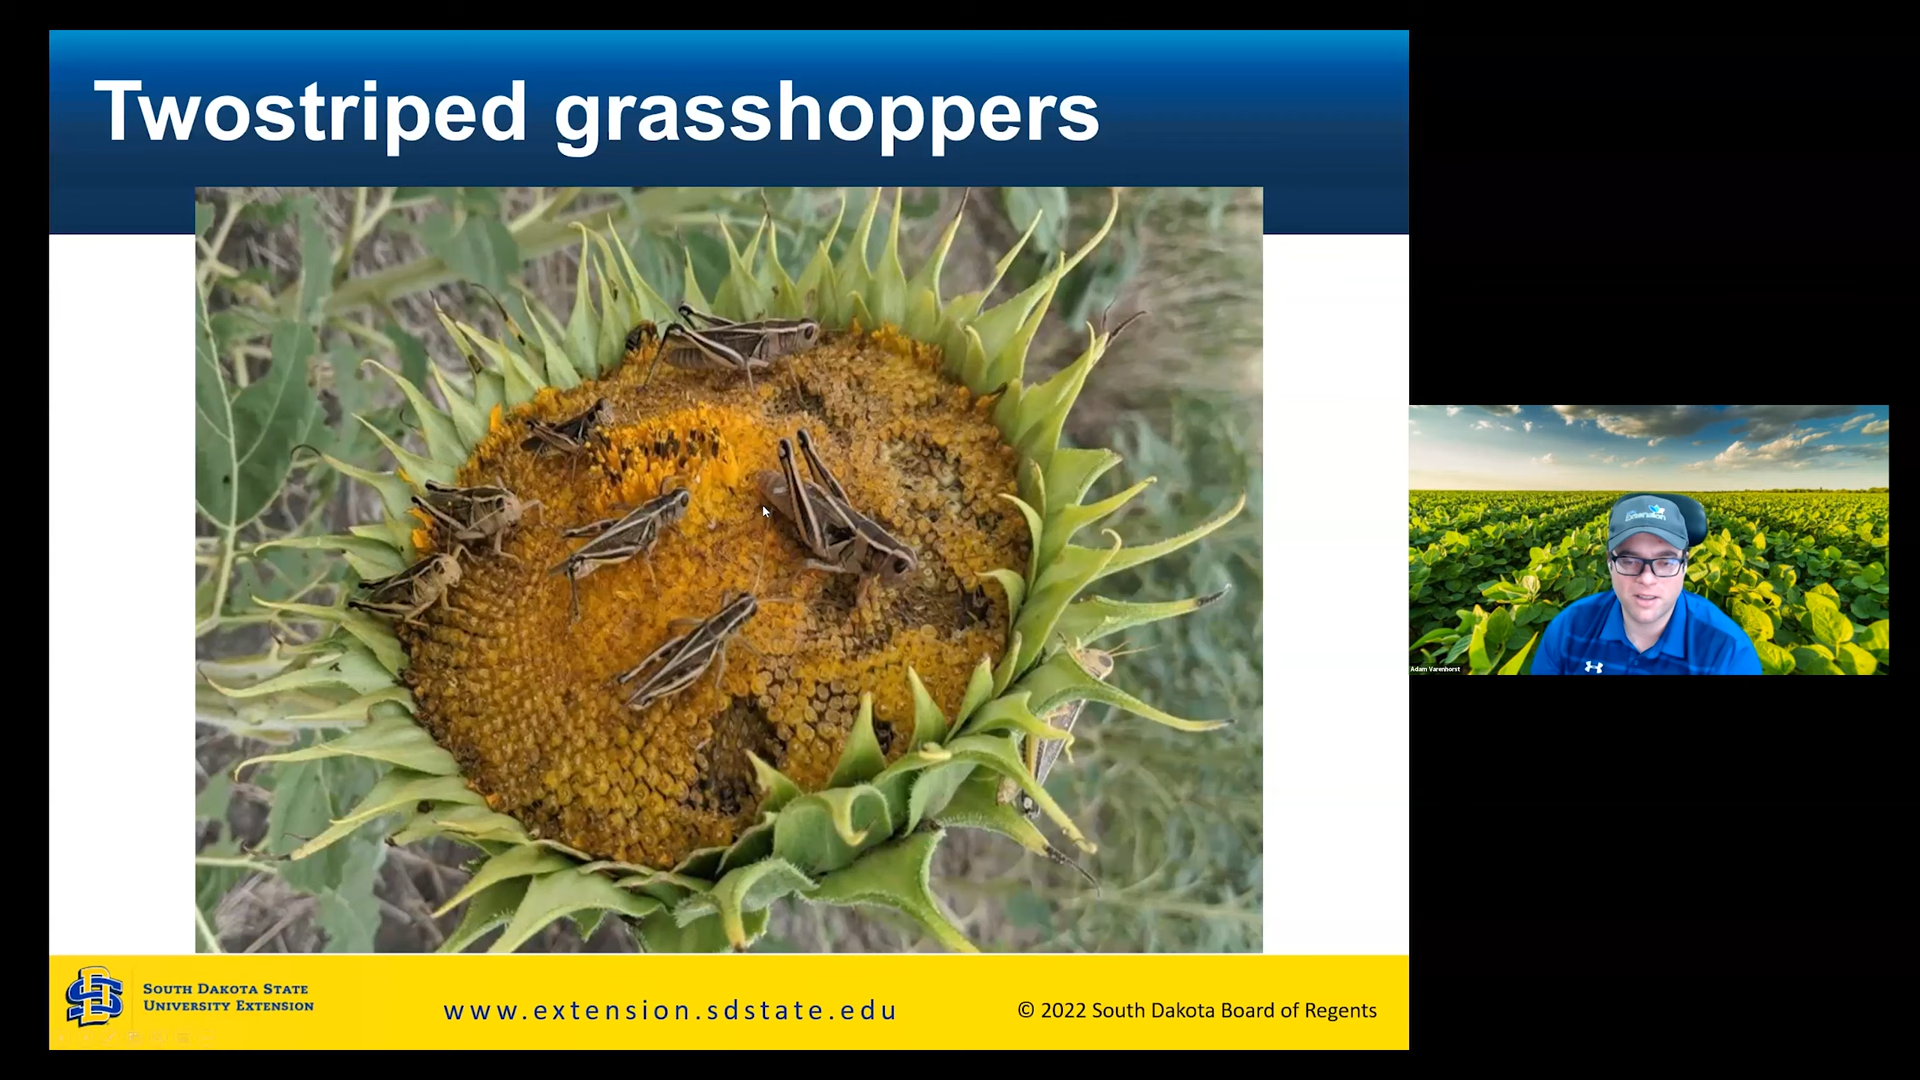 Twostriped grasshoppers
South Dakota State
University Extension
www.extension.sdstate.edu
© 2022 South Dakota Board of Regents
Extension
Adam Varenhorst